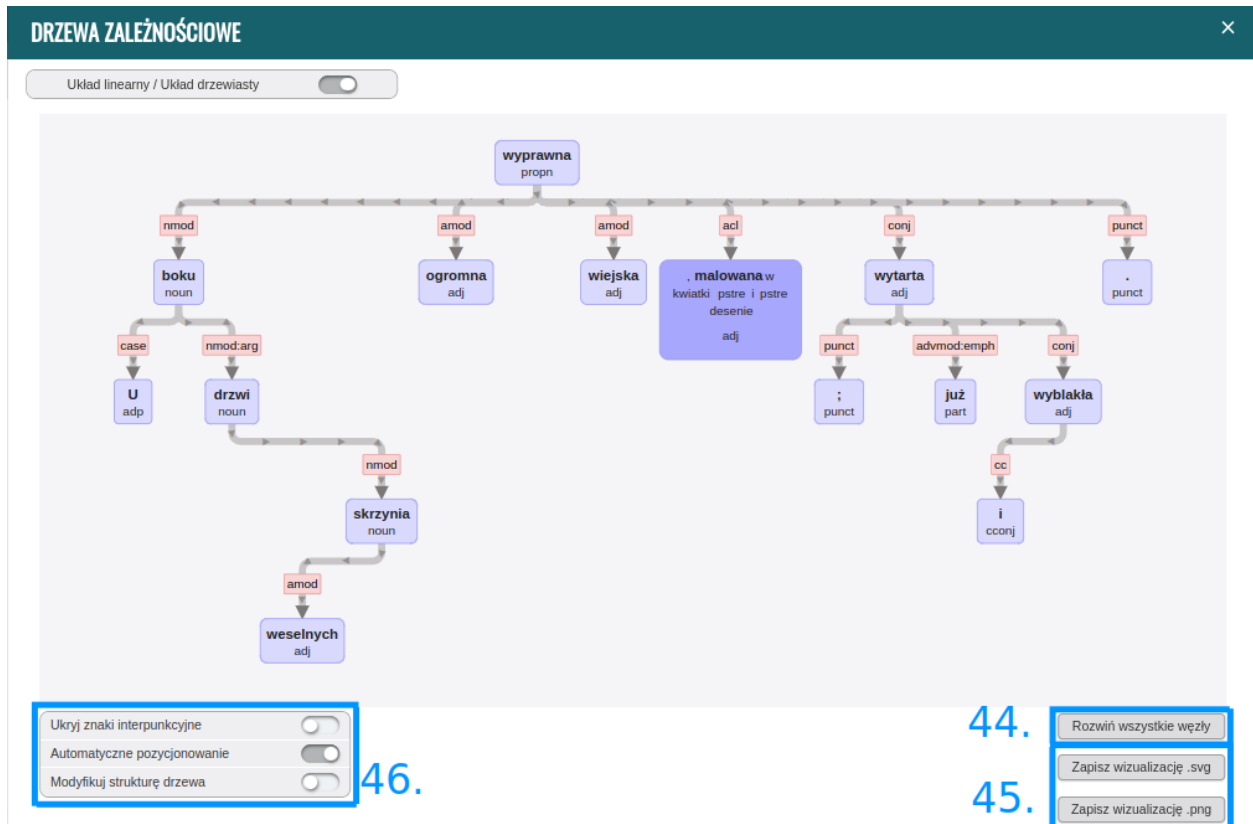 DRZEWA ZALEŻNOŚCIOWE
×
Układ linearny / Układ drzewiasty
wyprawna
propn
nmod
amod
amod
acl
conj
punct
boku
noun
ogromna
adj
wiejska
adj
, malowana w
kwiatki pstre i pstre
desenie
adj
wytarta
adj
.
punct
case
nmod:arg
punct
advmod:emph
conj
U
adp
drzwi
noun
;
punct
już
part
wyblakła
adj
nmod
cc
skrzynia
noun
i
cconj
amod
weselnych
adj
Ukryj znaki interpunkcyjne
Automatyczne pozycjonowanie
Modyfikuj strukturę drzewa
46.
44.
Rozwiń wszystkie węzły
45.
Zapisz wizualizację .svg
Zapisz wizualizację .png